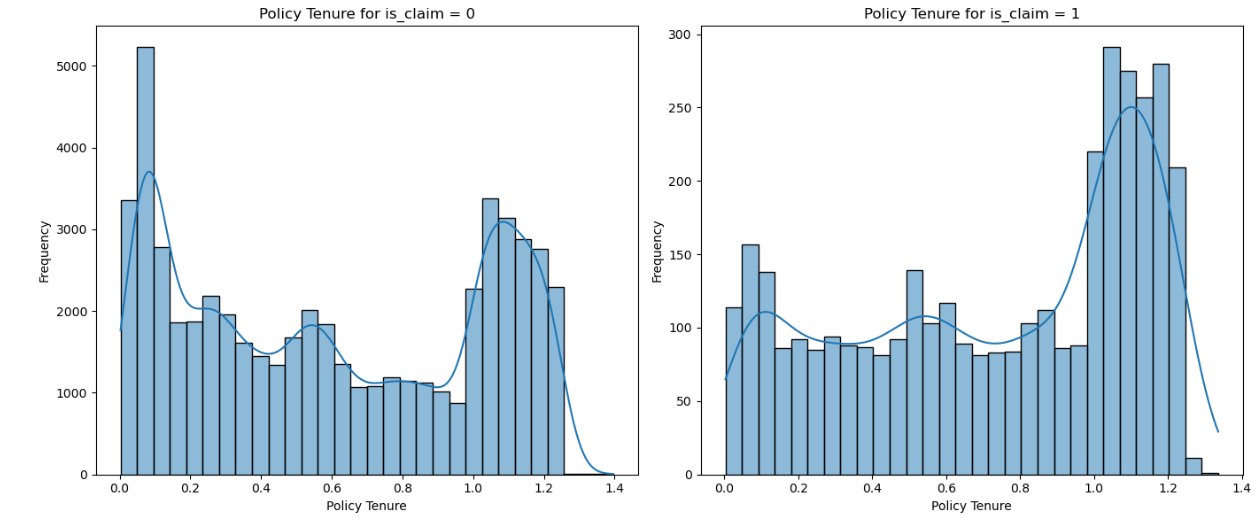 Policy Tenure for is_claim = 0
Frequency
5000
4000
3000
2000
1000
0
0.0 0.2 0.4 0.6 0.8 1.0 1.2 1.4
Policy Tenure
Policy Tenure for is_claim = 1
Frequency
300
250
200
150
100
50
0
0.0 0.2 0.4 0.6 0.8 1.0 1.2 1.4
Policy Tenure